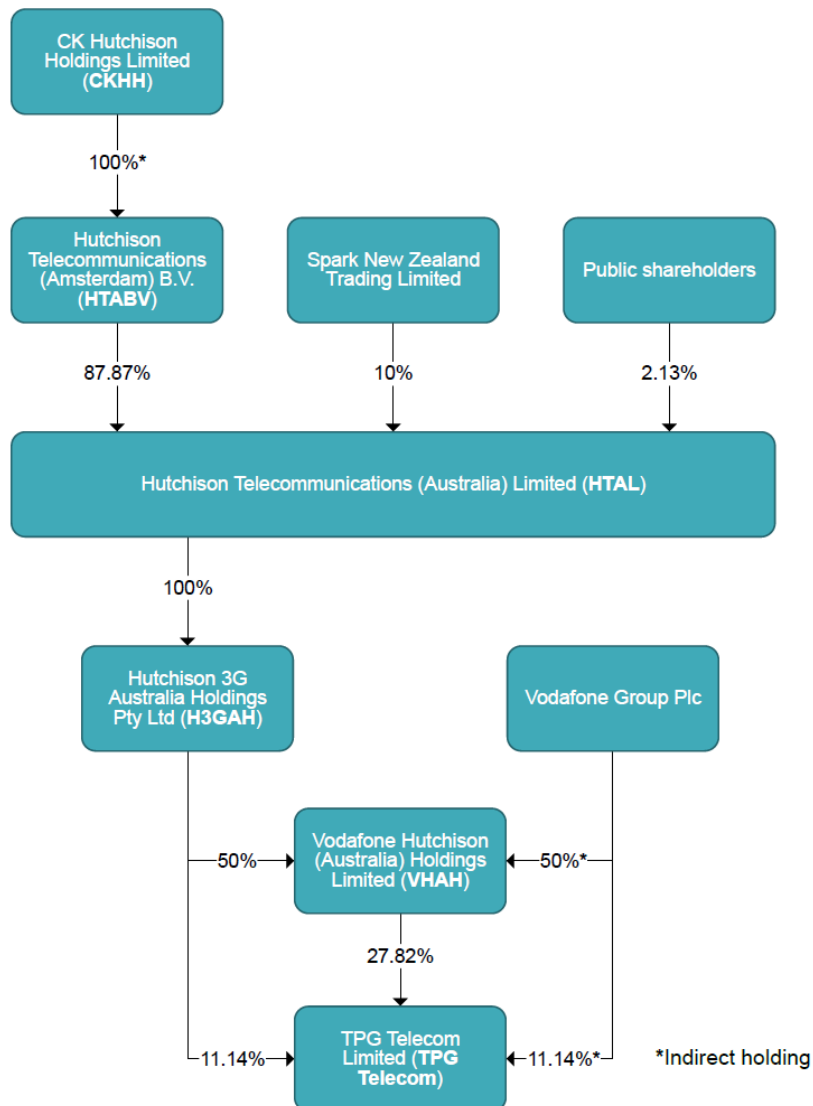 CK Hutchison
Holdings Limited
(CKHH)
100%*
Hutchison
Telecommunications
(Amsterdam) B.V.
(HTABV)
Spark New Zealand
Trading Limited
Public shareholders
87.87%
10%
2.13%
Hutchison Telecommunications (Australia) Limited (HTAL)
100%
Hutchison 3G
Australia Holdings
Pty Ltd (H3GAH)
Vodafone Group Plc
50%
Vodafone Hutchison
(Australia) Holdings
Limited (VHAH)
50%*
27.82%
11.14%
TPG Telecom
Limited (TPG
Telecom)
11.14%*
*Indirect holding